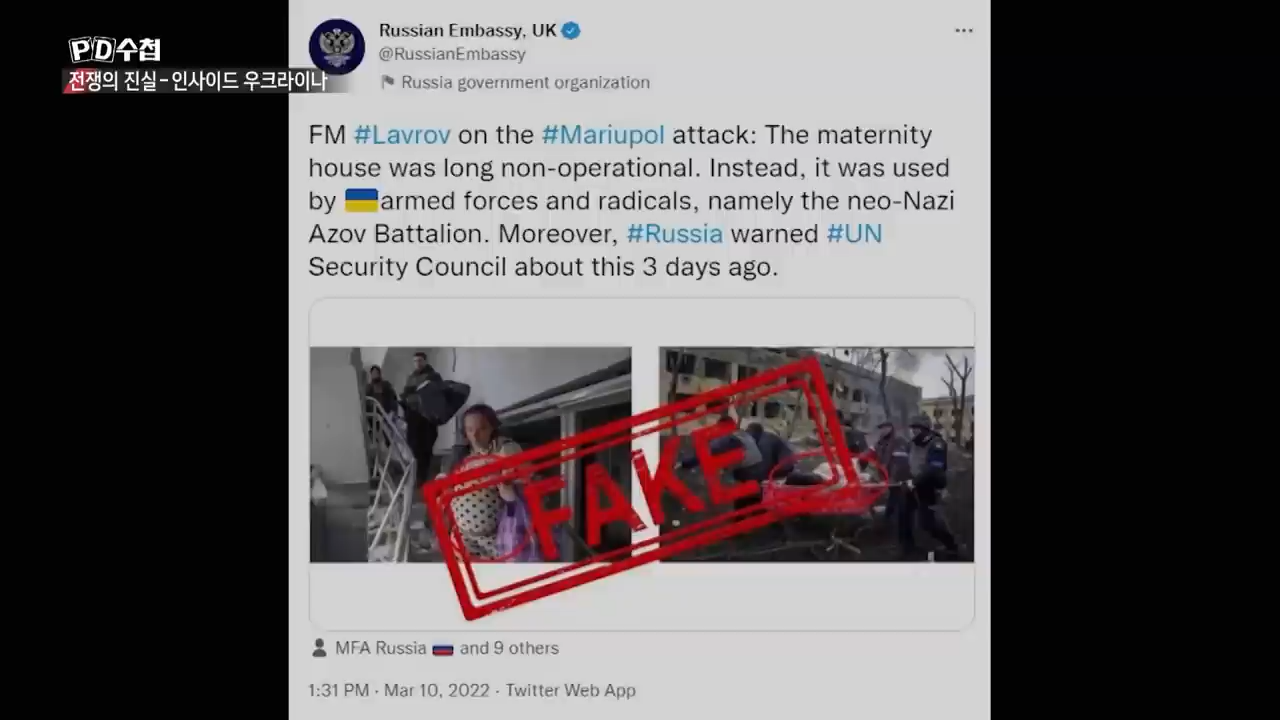 PD수첩
전쟁의 진실-인사이드 우크라이나
Russian Embassy, UK
@RussianEmbassy
Russia government organization
FM #Lavrov on the #Mariupol attack: The maternity
house was long non-operational. Instead, it was used
by 🇺🇦armed forces and radicals, namely the neo-Nazi
Azov Battalion. Moreover, #Russia warned #UN
Security Council about this 3 days ago.
FAKE
MFA Russia 🇷🇺 and 9 others
1:31 PM · Mar 10, 2022 · Twitter Web App